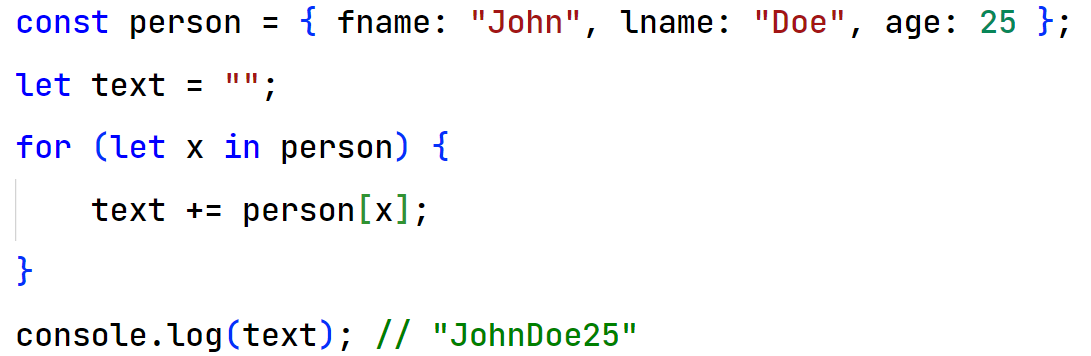 const person = { fname: "John", lname: "Doe", age: 25 };
let text = "";
for (let x in person) {
    text += person[x];
}
console.log(text); // "JohnDoe25"